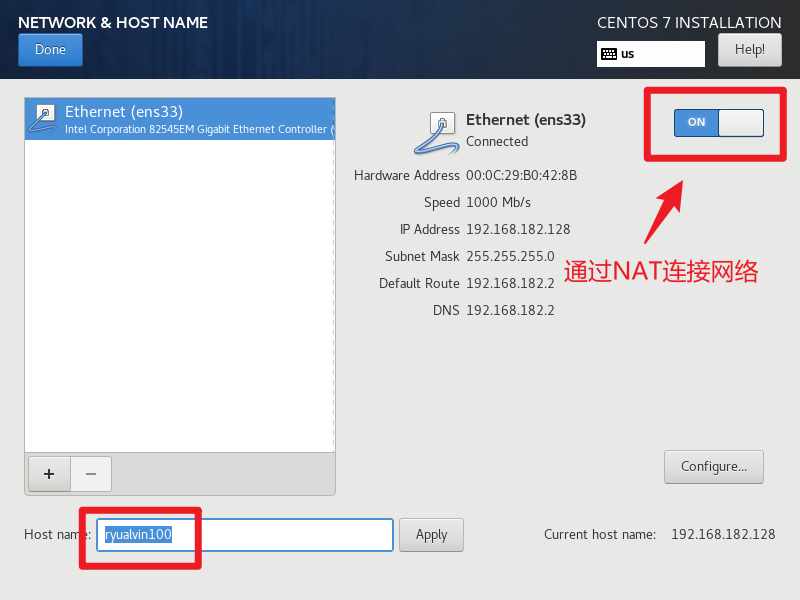 NETWORK & HOST NAME
CENTOS 7 INSTALLATION
Done
us
Help!
Ethernet (ens33)
Intel Corporation 82545EM Gigabit Ethernet Controller (
Ethernet (ens33)
Connected
ON
Hardware Address 00:0C:29:B0:42:8B
Speed 1000 Mb/s
IP Address 192.168.182.128
Subnet Mask 255.255.255.0
Default Route 192.168.182.2
DNS 192.168.182.2
通过NAT连接网络
+ −
Configure...
Host name: ryualvin100
Apply
Current host name: 192.168.182.128